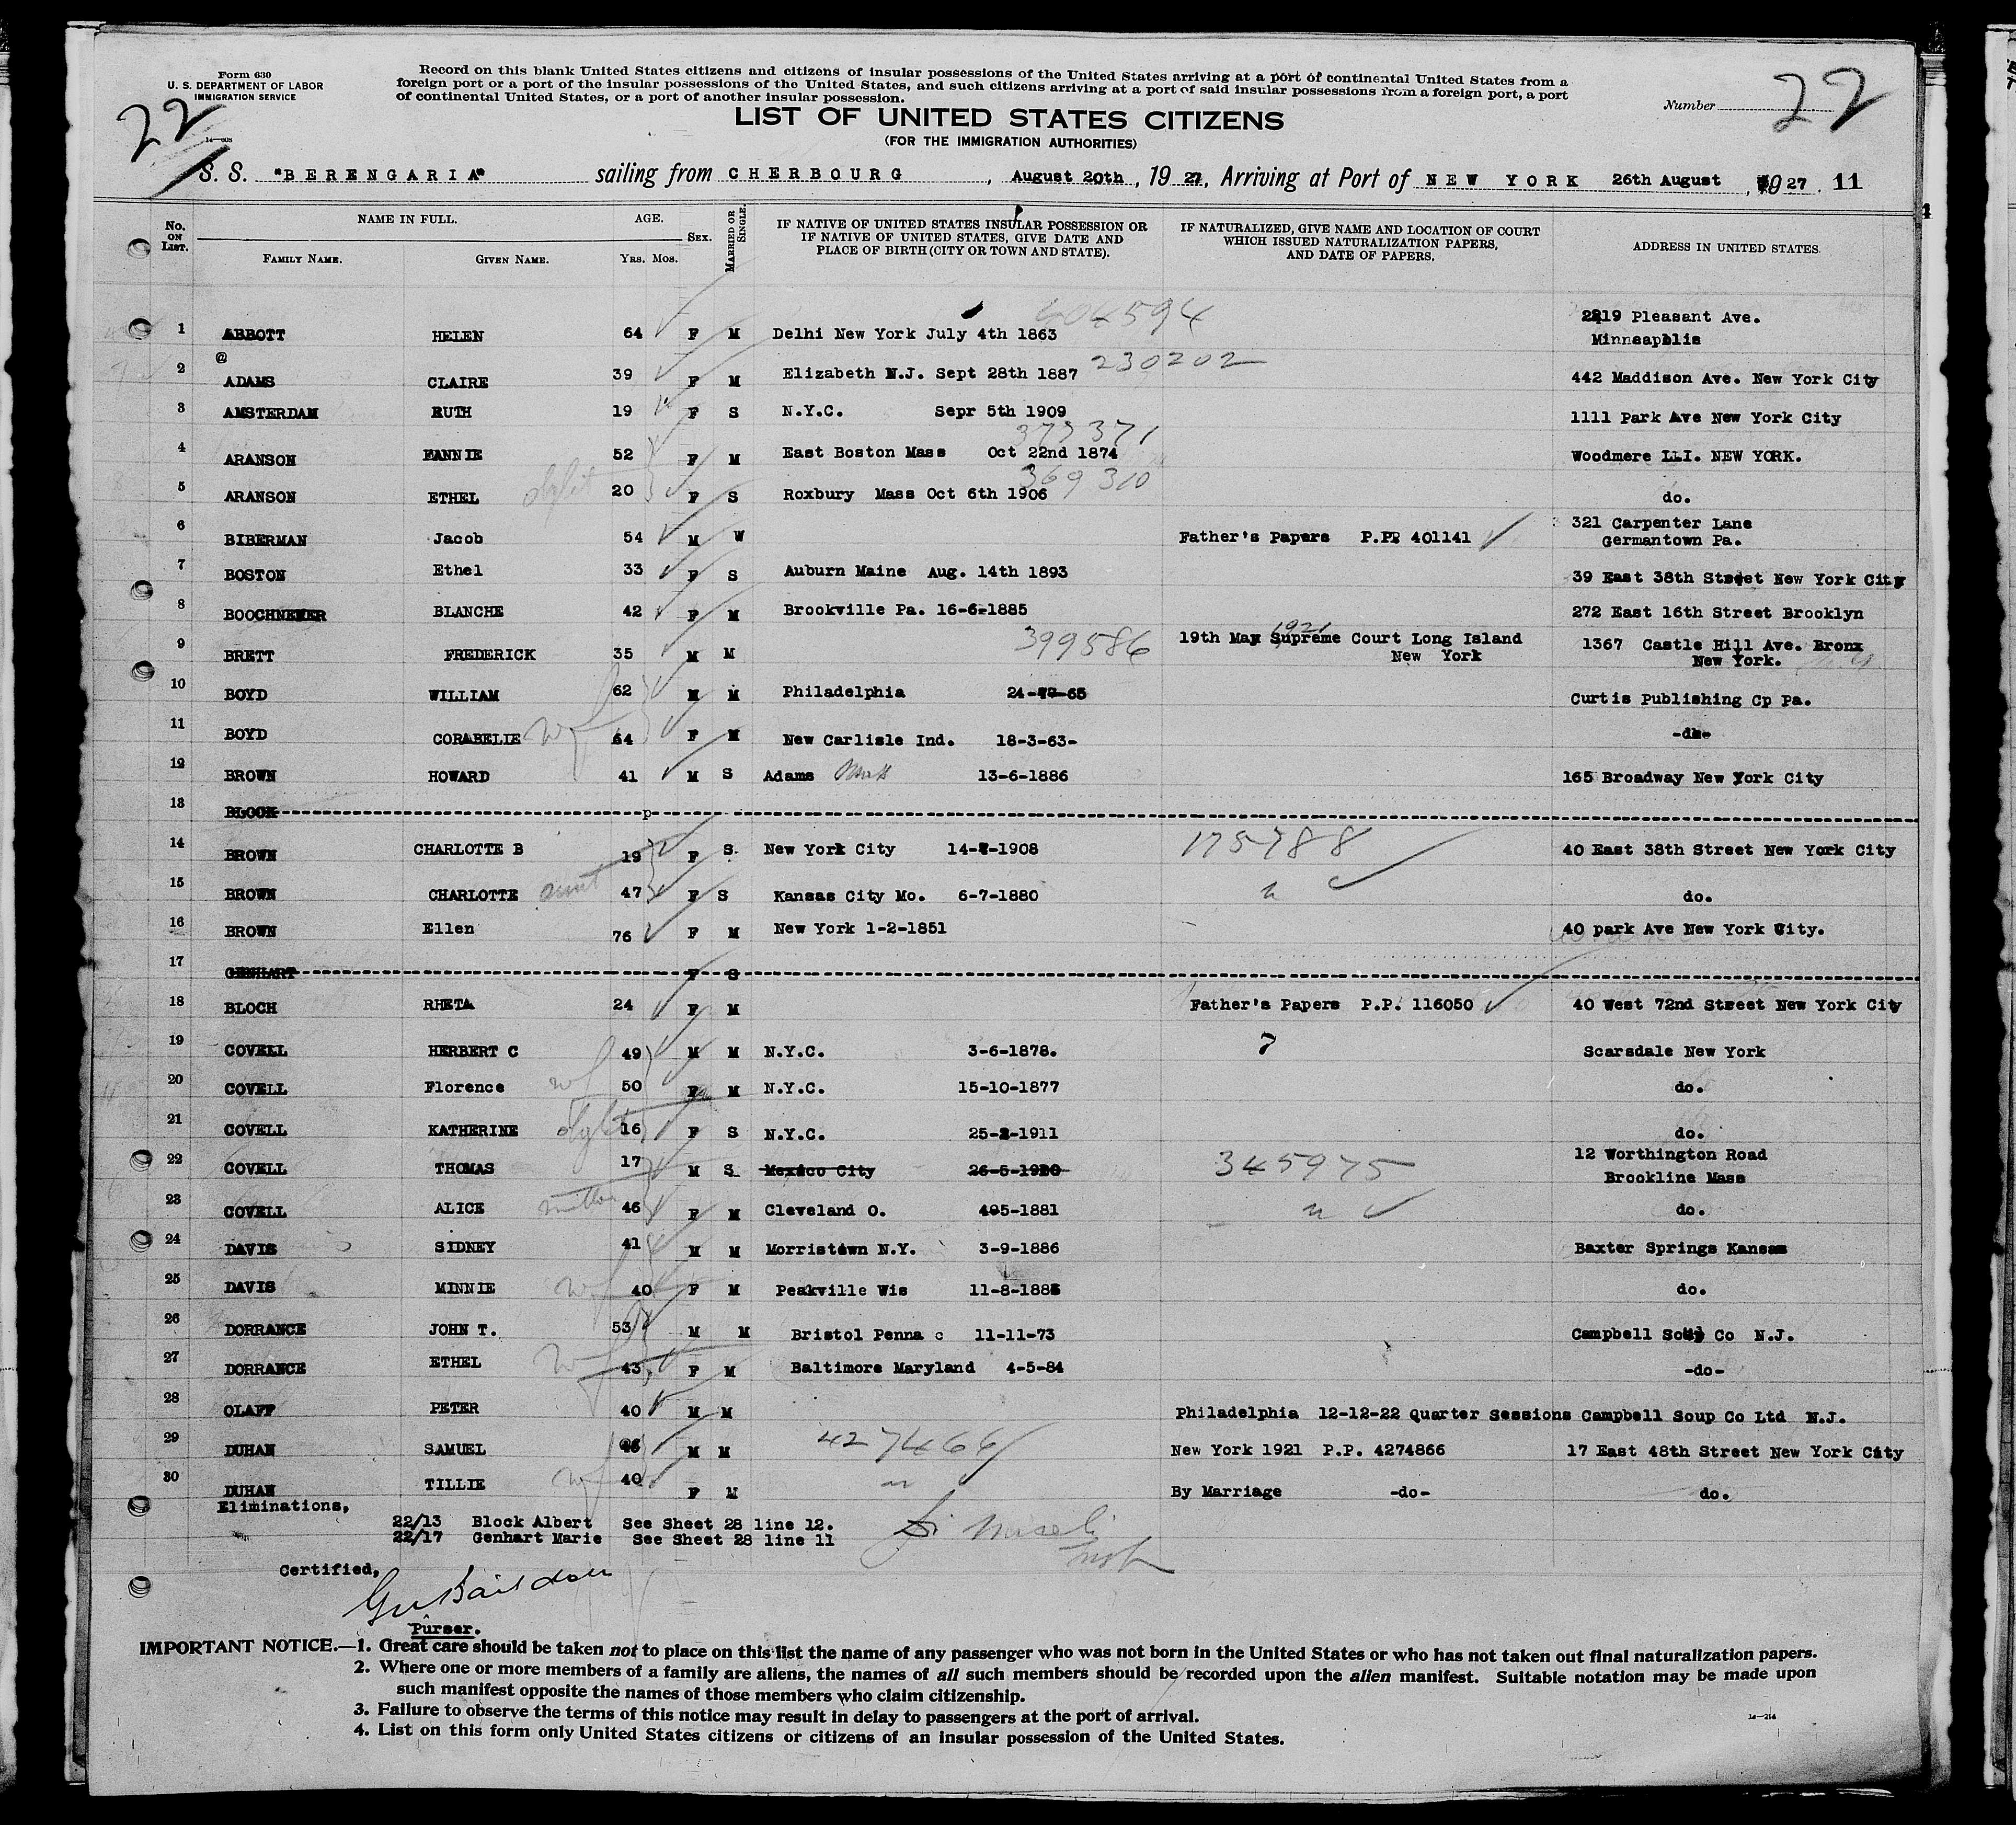 Form 630
U. S. DEPARTMENT OF LABOR
IMMIGRATION SERVICE
22
Record on this blank United States citizens and citizens of insular possessions of the United States arriving at a port of continental United States from a
foreign port or a port of the insular possessions of the United States, and such citizens arriving at a port of said insular possessions from a foreign port, a port
of continental United States, or a port of another insular possession.
Number 22
LIST OF UNITED STATES CITIZENS
(FOR THE IMMIGRATION AUTHORITIES)
S. S. "BERENGARIA" sailing from CHERBOURG, August 20th, 19 27, Arriving at Port of NEW YORK 26th August, 19 27 11
No. ON LIST. NAME IN FULL. FAMILY NAME. GIVEN NAME. AGE. YRS. MOS. SEX. MARRIED OR SINGLE. IF NATIVE OF UNITED STATES INSULAR POSSESSION OR IF NATIVE OF UNITED STATES, GIVE DATE AND PLACE OF BIRTH (CITY OR TOWN AND STATE). IF NATURALIZED, GIVE NAME AND LOCATION OF COURT WHICH ISSUED NATURALIZATION PAPERS, AND DATE OF PAPERS. ADDRESS IN UNITED STATES.
604594
1 ABBOTT HELEN 64 F M Delhi New York July 4th 1863 2219 Pleasant Ave. Minneapolis
@
2 ADAMS CLAIRE 39 F M Elizabeth N.J. Sept 28th 1887 230202 442 Maddison Ave. New York City
3 AMSTERDAM RUTH 19 F S N.Y.C. Sepr 5th 1909 1111 Park Ave New York City
377371
4 ARANSON FANNIE 52 F M East Boston Mass Oct 22nd 1874 Woodmere L.I. NEW YORK.
369310
5 ARANSON ETHEL 20 F S Roxbury Mass Oct 6th 1906 do.
6 BIBERMAN Jacob 54 M W Father's Papers P.P. 401141 321 Carpenter Lane Germantown Pa.
7 BOSTON Ethel 33 F S Auburn Maine Aug. 14th 1893 39 East 38th Street New York City
8 BOOCHNEKER BLANCHE 42 F M Brookville Pa. 16-6-1885 272 East 16th Street Brooklyn
9 BRETT FREDERICK 35 M M 399586 19th May 1921 Supreme Court Long Island New York 1367 Castle Hill Ave. Bronx New York.
10 BOYD WILLIAM 62 M M Philadelphia Curtis Publishing Cp Pa.
11 BOYD CORABELIE wf 64 F M New Carlisle Ind. 18-3-63- -do-
12 BROWN HOWARD 41 M S Adams Mass 13-6-1886 165 Broadway New York City
13 BLOCK p
14 BROWN CHARLOTTE B 19 F S New York City 14-7-1908 175788 40 East 38th Street New York City
15 BROWN CHARLOTTE aunt 47 F S Kansas City Mo. 6-7-1880 " do.
16 BROWN Ellen 76 F M New York 1-2-1851 40 park Ave New York City.
17 GENHART F S
18 BLOCH RHETA 24 F M Father's Papers P.P. 116050 40 West 72nd Street New York City
19 COVELL HERBERT C 49 M M N.Y.C. 3-6-1878. 7 Scarsdale New York
20 COVELL Florence wf 50 F M N.Y.C. 15-10-1877 do.
21 COVELL KATHERINE 16 F S N.Y.C. 25-2-1911 do.
22 COVELL THOMAS 17 M S Mexico City 26-5-1910 345975 12 Worthington Road Brookline Mass
23 COVELL ALICE mother 46 F M Cleveland O. 405-1881 " do.
24 DAVIS SIDNEY 41 M M Morristown N.Y. 3-9-1886 Baxter Springs Kansas
25 DAVIS MINNIE wf 40 F M Peakville Wis do.
26 DORRANCE JOHN T. 53 M M Bristol Penna c 11-11-73 Campbell Soup Co N.J.
27 DORRANCE ETHEL wf 43 F M Baltimore Maryland 4-5-84 -do-
28 OLAFF PETER 40 M M Philadelphia 12-12-22 Quarter Sessions Campbell Soup Co Ltd N.J.
29 DUHAN SAMUEL M M 427466 New York 1921 P.P. 4274866 17 East 48th Street New York City
30 DUHAN TILLIE wf 40 F M " By Marriage -do- do.
Eliminations,
22/13 Block Albert See Sheet 28 line 12.
22/17 Genhart Marie See Sheet 28 line 11
Certified,
Purser.
IMPORTANT NOTICE.—1. Great care should be taken not to place on this list the name of any passenger who was not born in the United States or who has not taken out final naturalization papers.
2. Where one or more members of a family are aliens, the names of all such members should be recorded upon the alien manifest. Suitable notation may be made upon
such manifest opposite the names of those members who claim citizenship.
3. Failure to observe the terms of this notice may result in delay to passengers at the port of arrival.
4. List on this form only United States citizens or citizens of an insular possession of the United States.
14—214